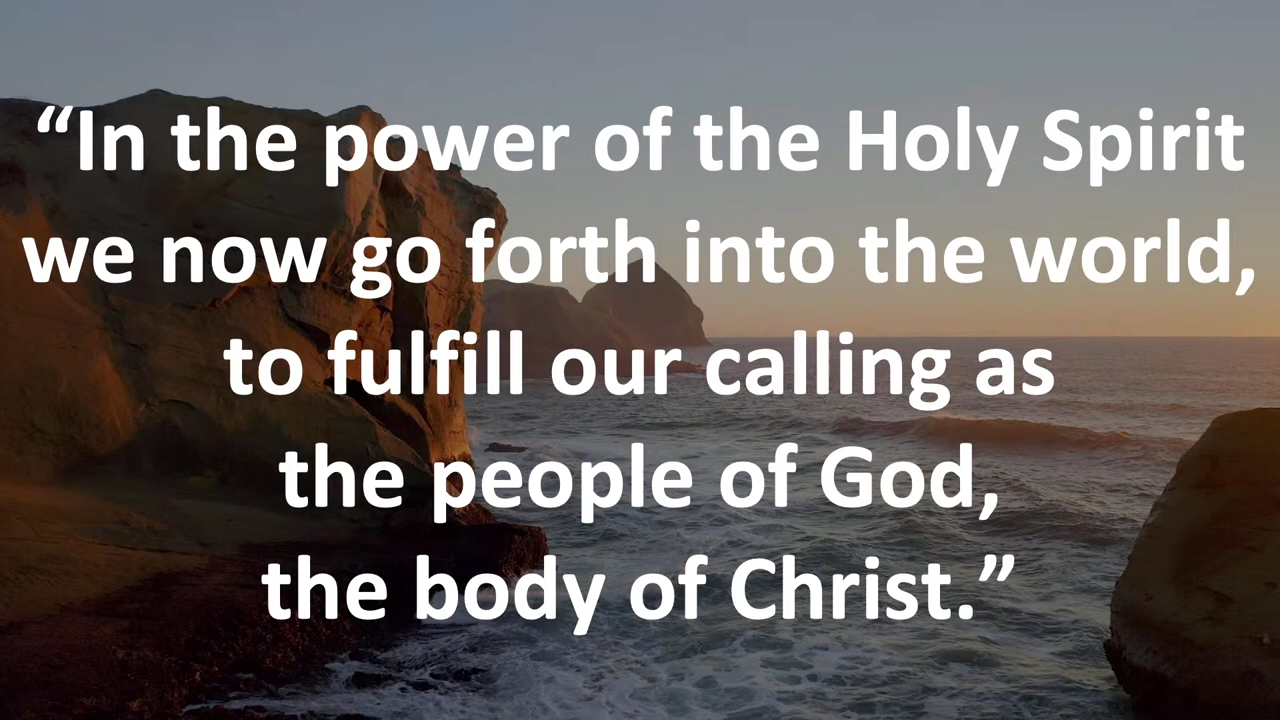 “In the power of the Holy Spirit
we now go forth into the world,
to fulfill our calling as
the people of God,
the body of Christ.”